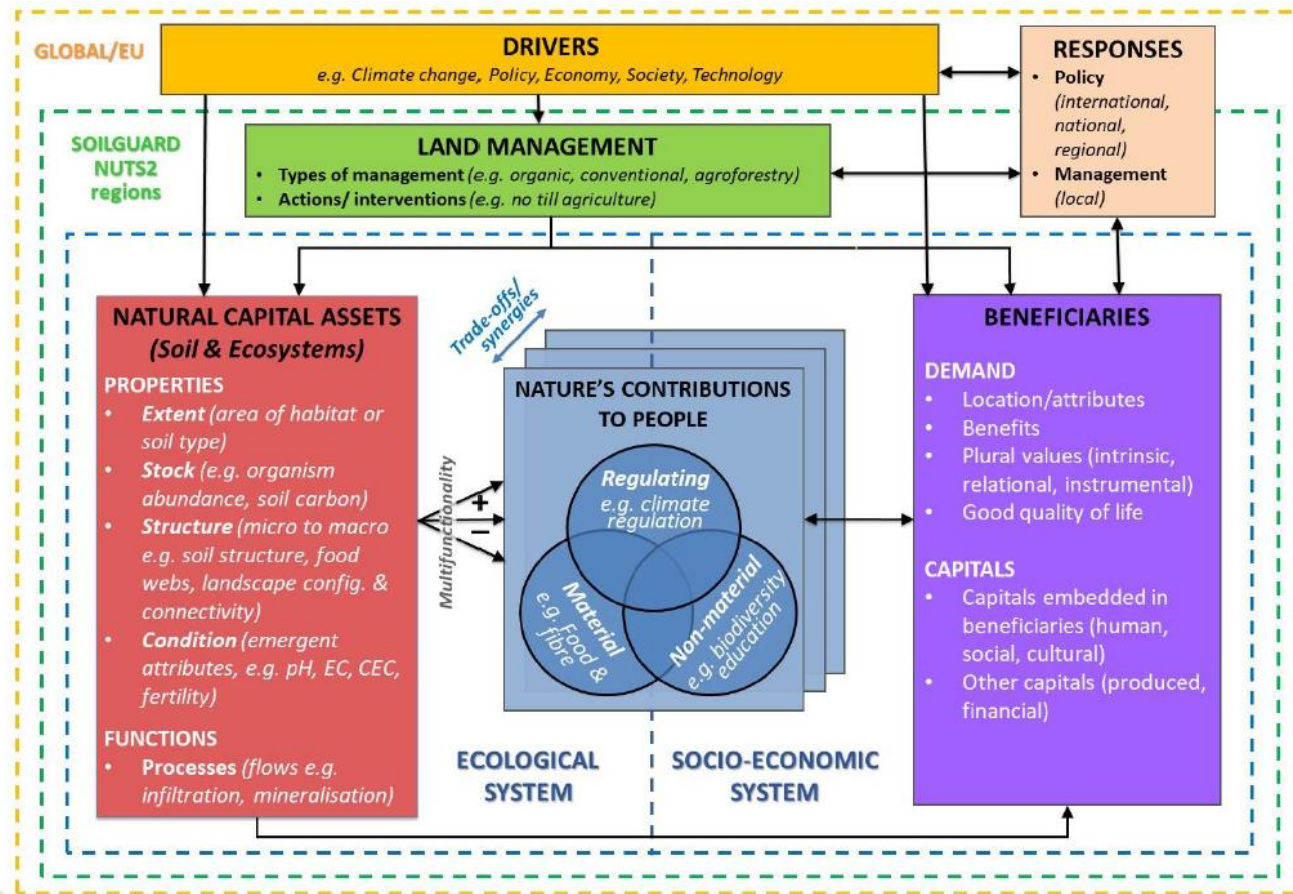 GLOBAL/EU
DRIVERS
e.g. Climate change, Policy, Economy, Society, Technology
RESPONSES
• Policy
(international,
national,
regional)
• Management
(local)
SOILGUARD
NUTS2
regions
LAND MANAGEMENT
• Types of management (e.g. organic, conventional, agroforestry)
• Actions/ interventions (e.g. no till agriculture)
NATURAL CAPITAL ASSETS
(Soil & Ecosystems)
PROPERTIES
• Extent (area of habitat or
soil type)
• Stock (e.g. organism
abundance, soil carbon)
• Structure (micro to macro
e.g. soil structure, food
webs, landscape config. &
connectivity)
• Condition (emergent
attributes, e.g. pH, EC, CEC,
fertility)
FUNCTIONS
• Processes (flows e.g.
infiltration, mineralisation)
Multifunctionality
+
−
Trade-offs/
synergies
NATURE'S CONTRIBUTIONS
TO PEOPLE
Regulating
e.g. climate
regulation
Material
e.g. Food &
fibre
Non-material
e.g. biodiversity
education
ECOLOGICAL
SYSTEM
SOCIO-ECONOMIC
SYSTEM
BENEFICIARIES
DEMAND
• Location/attributes
• Benefits
• Plural values (intrinsic,
relational, instrumental)
• Good quality of life
CAPITALS
• Capitals embedded in
beneficiaries (human,
social, cultural)
• Other capitals (produced,
financial)